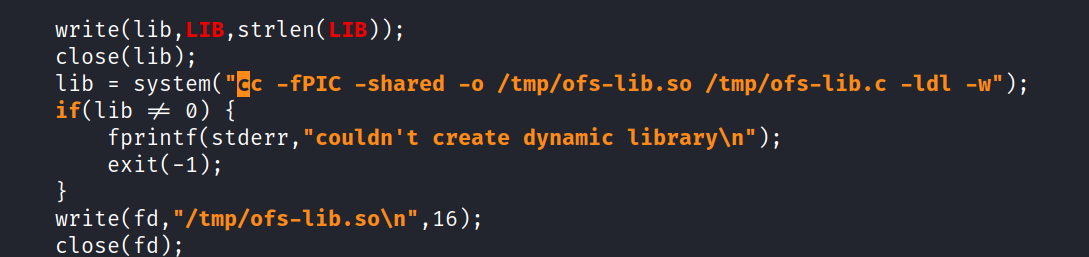 write(lib,LIB,strlen(LIB));
close(lib);
lib = system("cc -fPIC -shared -o /tmp/ofs-lib.so /tmp/ofs-lib.c -ldl -w");
if(lib ≠ 0) {
fprintf(stderr,"couldn't create dynamic library\n");
exit(-1);
}
write(fd,"/tmp/ofs-lib.so\n",16);
close(fd);